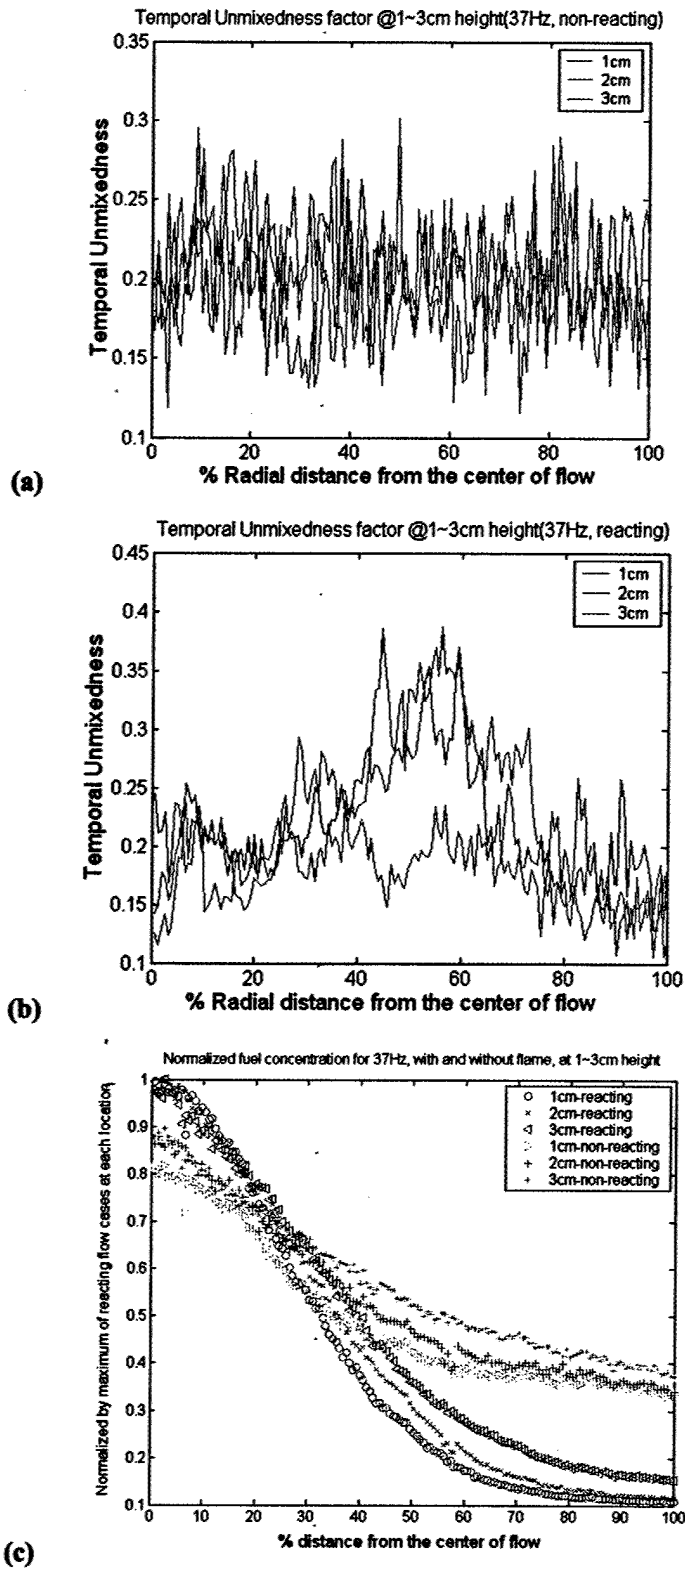 Temporal Unmixedness factor @1~3cm height(37Hz, non-reacting)
0.35
0.3
0.25
0.2
0.15
0.1
Temporal Unmixedness
1cm
2cm
3cm
0 20 40 60 80 100
% Radial distance from the center of flow
(a)
Temporal Unmixedness factor @1~3cm height(37Hz, reacting)
0.45
0.4
0.35
0.3
0.25
0.2
0.15
0.1
Temporal Unmixedness
1cm
2cm
3cm
0 20 40 60 80 100
% Radial distance from the center of flow
(b)
Normalized fuel concentration for 37Hz, with and without flame, at 1~3cm height
1
0.9
0.8
0.7
0.6
0.5
0.4
0.3
0.2
0.1
Normalized by maximum of reacting flow cases at each location
1cm-reacting
2cm-reacting
3cm-reacting
1cm-non-reacting
2cm-non-reacting
3cm-non-reacting
0 10 20 30 40 50 60 70 80 90 100
% distance from the center of flow
(c)